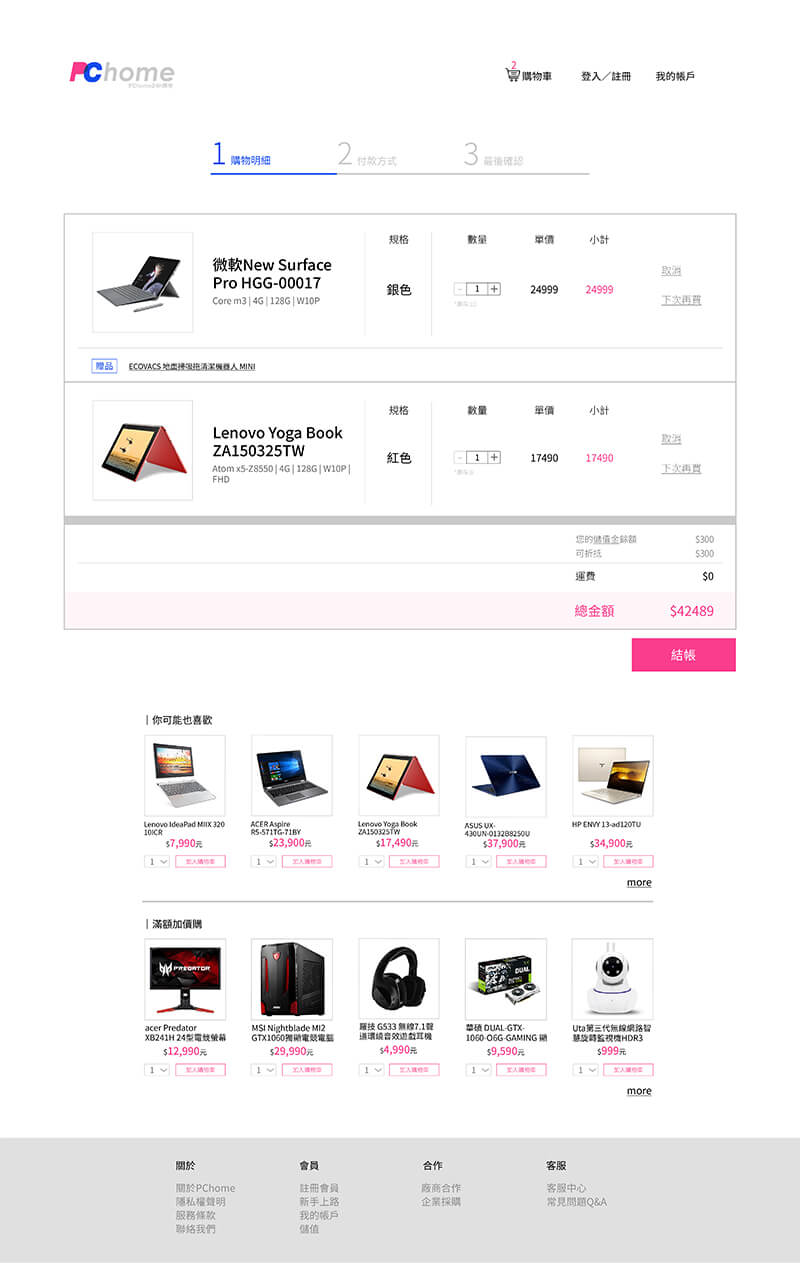 PChome
2
購物車 登入／註冊 我的帳戶
1 購物明細 2 付款方式 3 最後確認
規格 數量 單價 小計
微軟New Surface
Pro HGG-00017
Core m3 | 4G | 128G | W10P
銀色 - 1 + 24999 24999
取消
下次再買
贈品 ECOVACS 地面掃吸拖清潔機器人 MINI
規格 數量 單價 小計
Lenovo Yoga Book
ZA150325TW
Atom x5-Z8550 | 4G | 128G | W10P |
FHD
紅色 - 1 + 17490 17490
取消
下次再買
您的儲值金餘額 $300
可折抵 $300
運費 $0
總金額 $42489
結帳
| 你可能也喜歡
Lenovo IdeaPad MIIX 320
10ICR
$7,990元
1 加入購物車
ACER Aspire
R5-571TG-71BY
$23,900元
1 加入購物車
Lenovo Yoga Book
ZA150325TW
$17,490元
1 加入購物車
ASUS UX-
430UN-0132B8250U
$37,900元
1 加入購物車
HP ENVY 13-ad120TU
$34,900元
1 加入購物車
more
| 滿額加價購
PREDATOR
acer Predator
XB241H 24型電競螢幕
$12,990元
1 加入購物車
MSI Nightblade MI2
GTX1060獨顯電競電腦
$29,990元
1 加入購物車
羅技 G533 無線7.1聲
道環繞音效遊戲耳機
$4,990元
1 加入購物車
DUAL
華碩 DUAL-GTX-
1060-O6G-GAMING 顯
$9,590元
1 加入購物車
Uta第三代無線網路智
慧旋轉監視機HDR3
$999元
1 加入購物車
more
關於 會員 合作 客服
關於PChome 註冊會員 廠商合作 客服中心
隱私權聲明 新手上路 企業採購 常見問題Q&A
服務條款 我的帳戶
聯絡我們 儲值